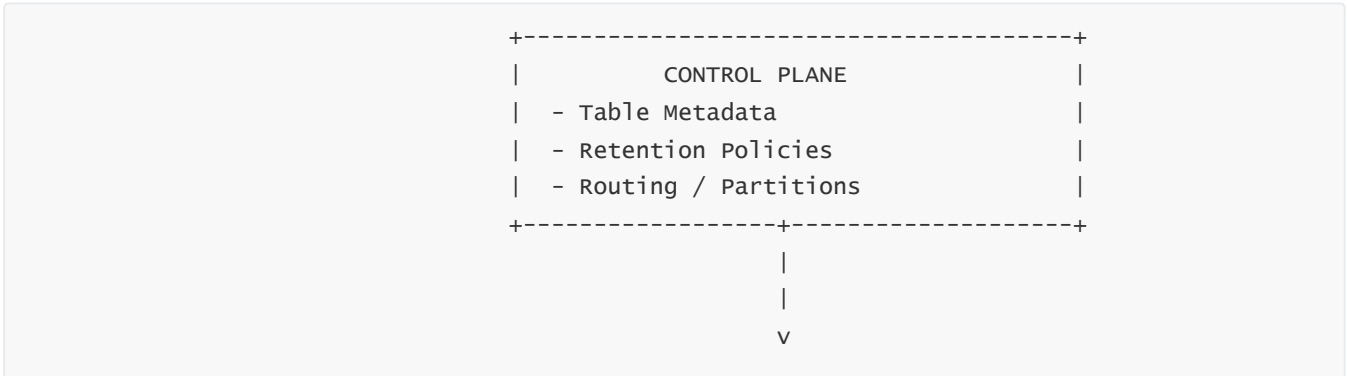 +---------------------------------------+
|          CONTROL PLANE                |
|  - Table Metadata                     |
|  - Retention Policies                 |
|  - Routing / Partitions               |
+------------------+--------------------+
                   |
                   |
                   v